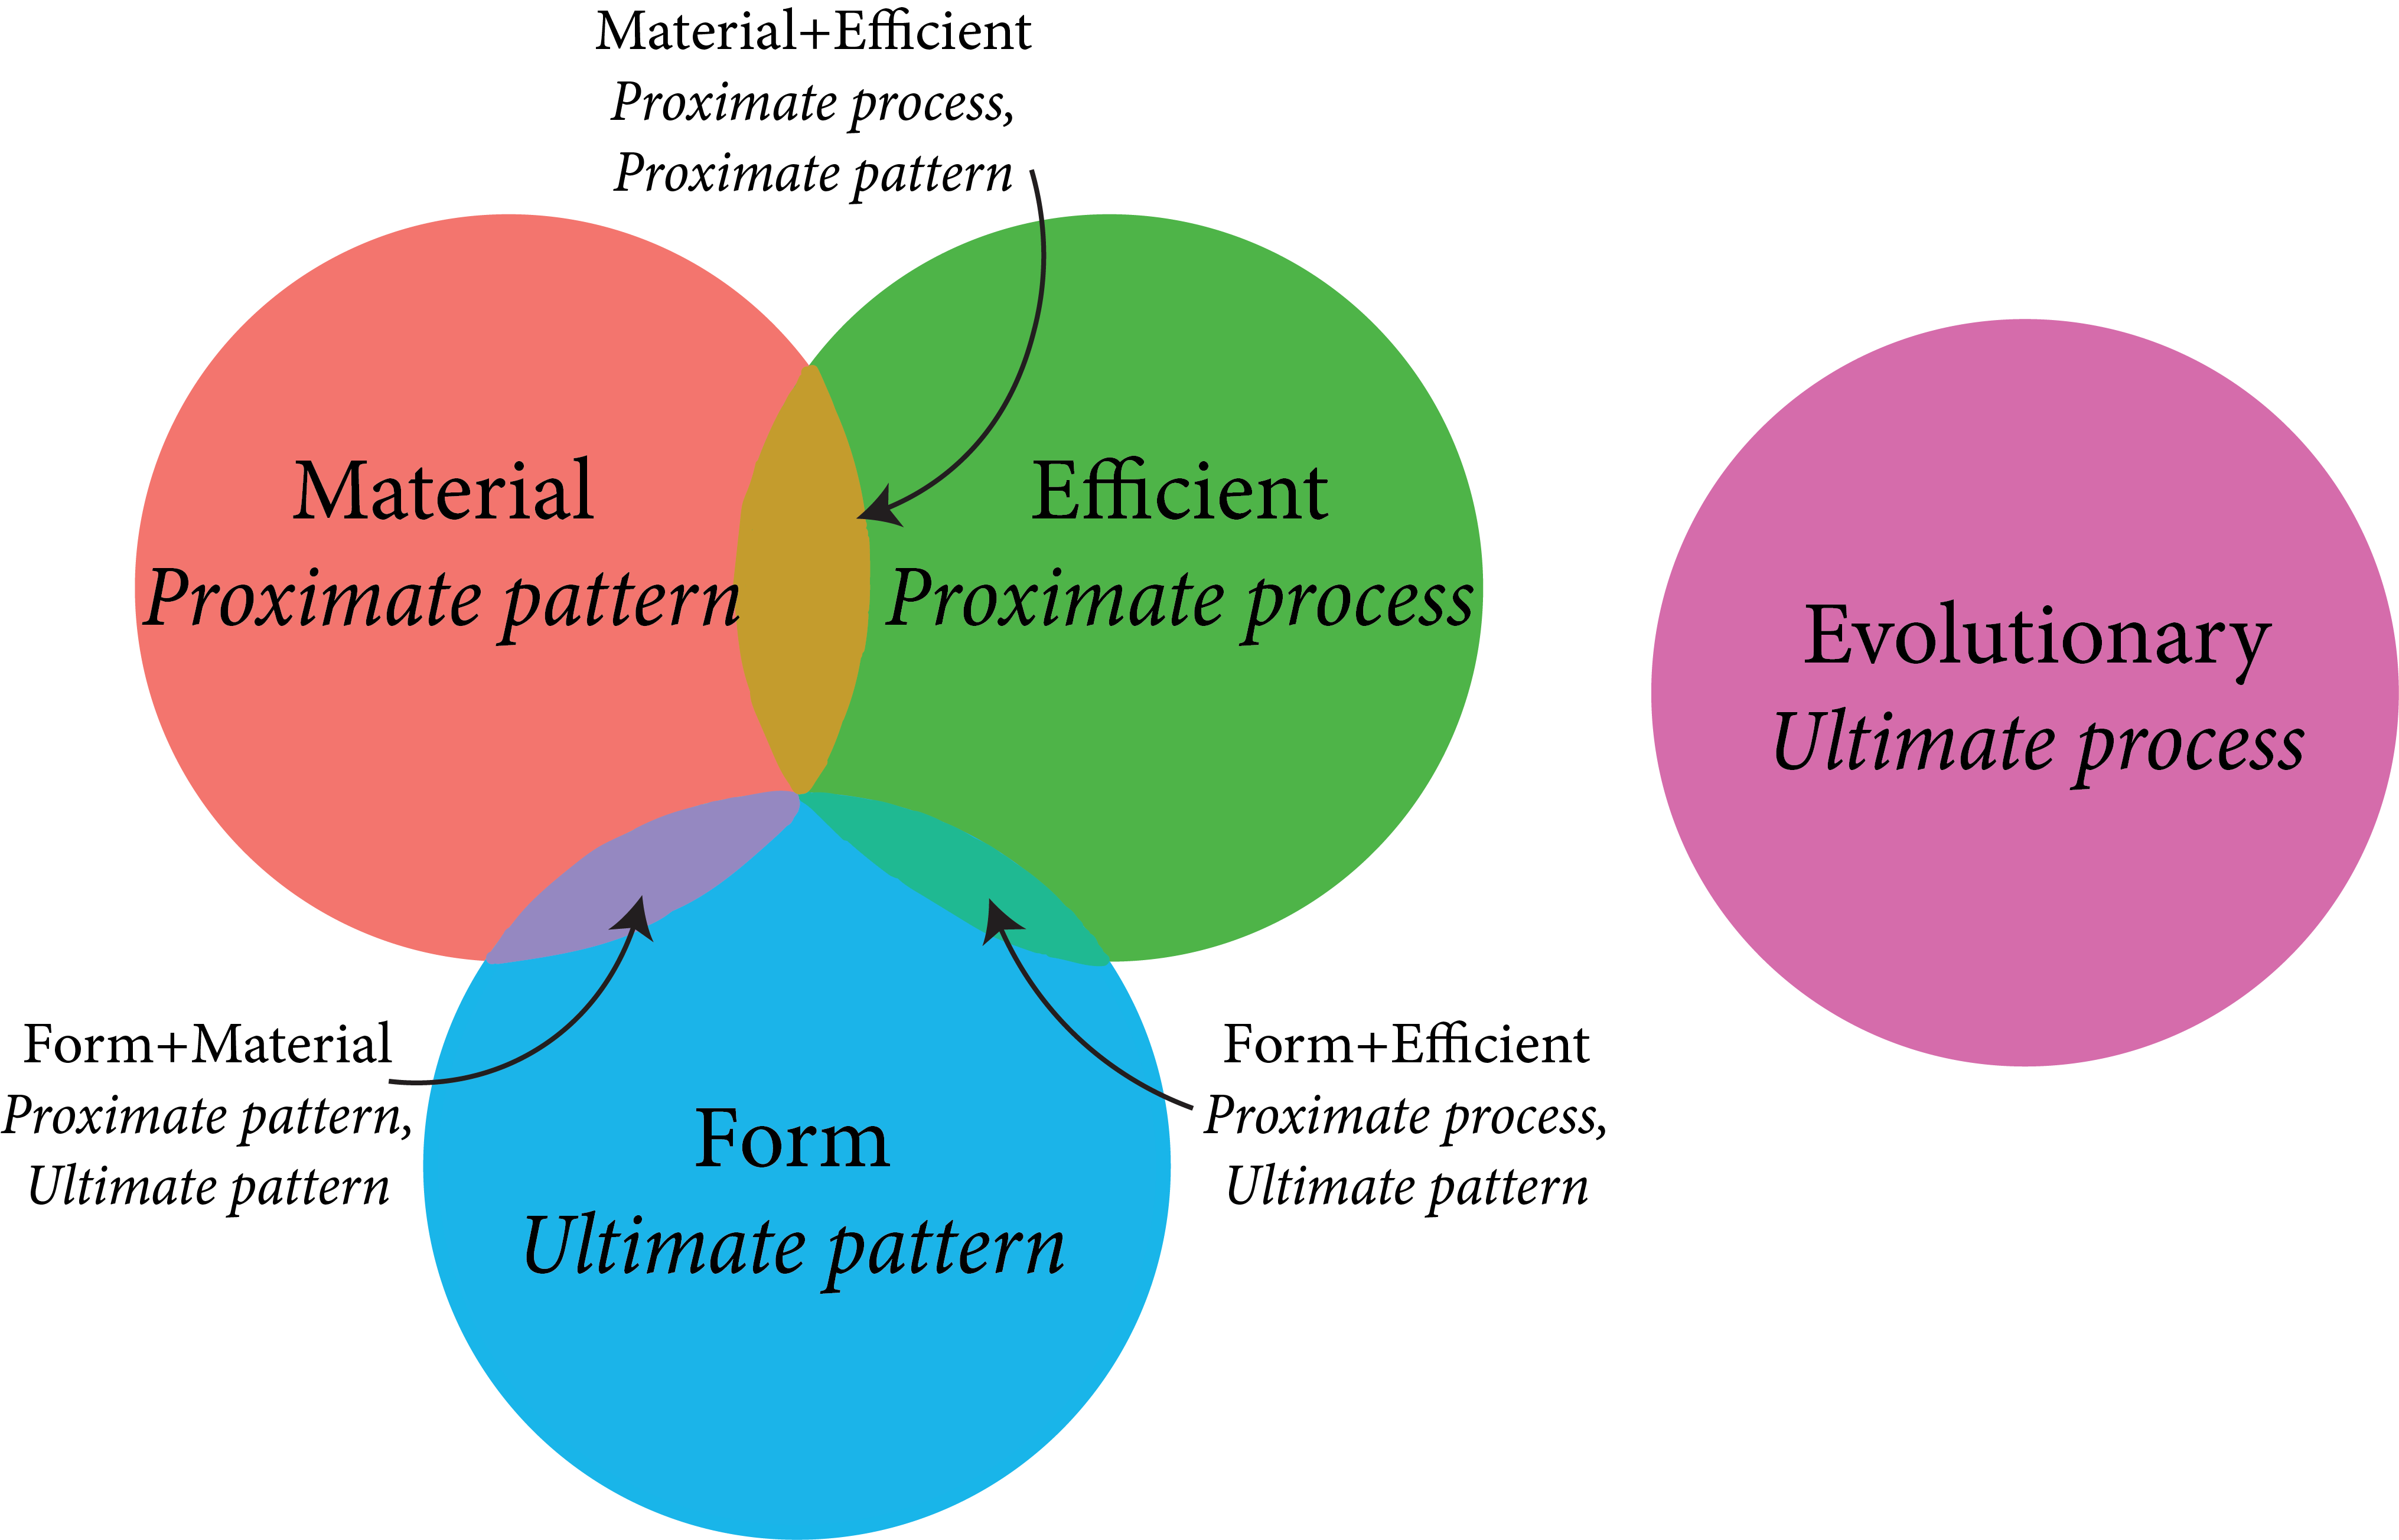 Material+Efficient
Proximate process,
Proximate pattern
Material
Proximate pattern
Efficient
Proximate process
Evolutionary
Ultimate process
Form+Material
Proximate pattern,
Ultimate pattern
Form
Ultimate pattern
Form+Efficient
Proximate process,
Ultimate pattern